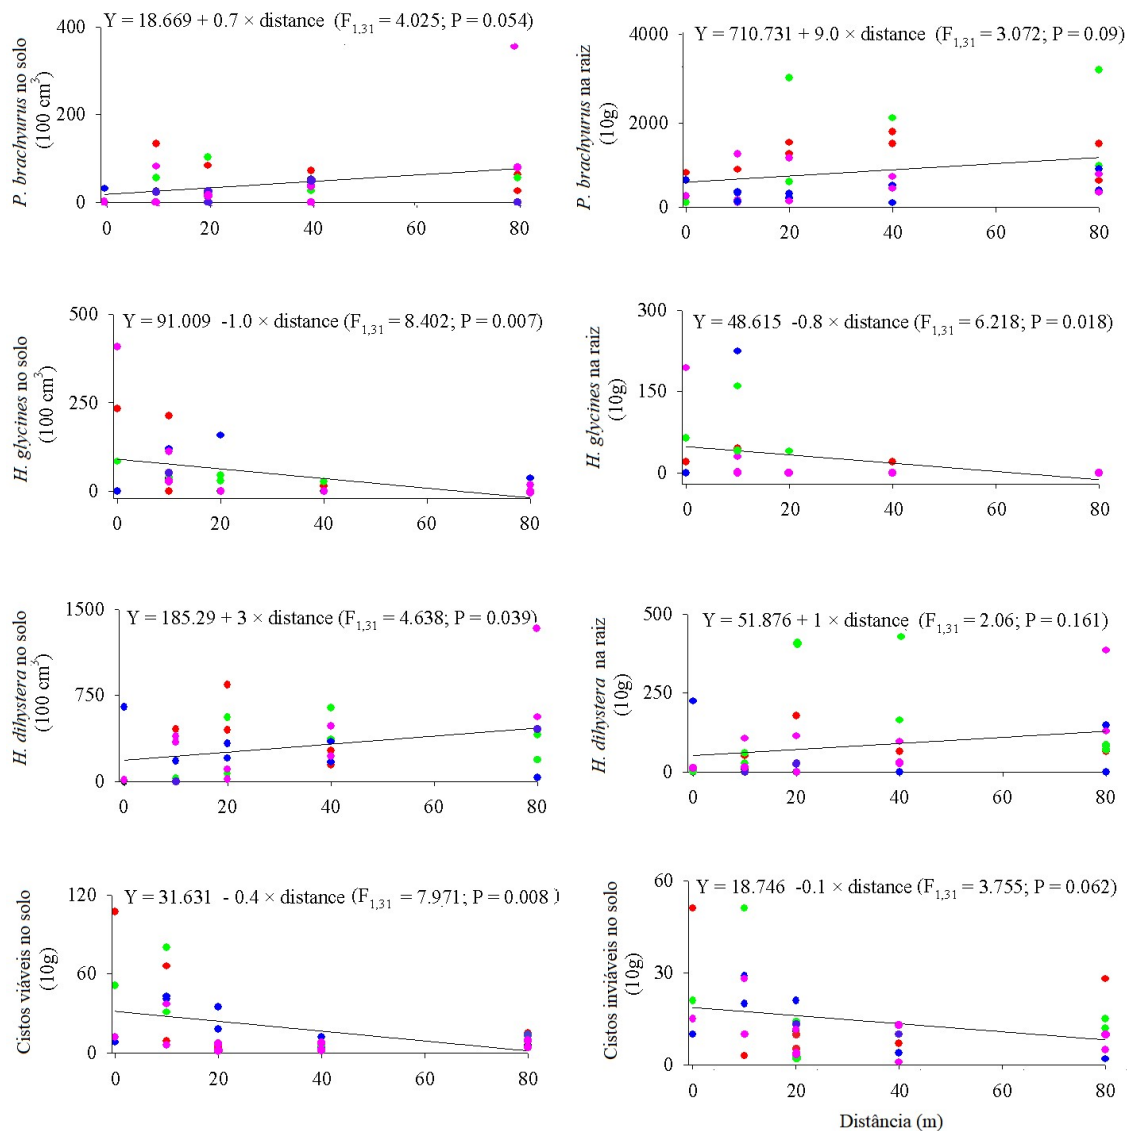 Y = 18.669 + 0.7 × distance (F1,31 = 4.025; P = 0.054)
P. brachyurus no solo
(100 cm3)
400
200
0
0 20 40 60 80
Y = 710.731 + 9.0 × distance (F1,31 = 3.072; P = 0.09)
P. brachyurus na raiz
(10g)
4000
2000
0
0 20 40 60 80
Y = 91.009 -1.0 × distance (F1,31 = 8.402; P = 0.007)
H. glycines no solo
(100 cm3)
500
250
0
0 20 40 60 80
Y = 48.615 -0.8 × distance (F1,31 = 6.218; P = 0.018)
H. glycines na raiz
(10g)
300
150
0
0 20 40 60 80
Y = 185.29 + 3 × distance (F1,31 = 4.638; P = 0.039)
H. dihystera no solo
(100 cm3)
1500
750
0
0 20 40 60 80
Y = 51.876 + 1 × distance (F1,31 = 2.06; P = 0.161)
H. dihystera na raiz
(10g)
500
250
0
0 20 40 60 80
Y = 31.631 - 0.4 × distance (F1,31 = 7.971; P = 0.008 )
Cistos viáveis no solo
(10g)
120
60
0
0 20 40 60 80
Y = 18.746 -0.1 × distance (F1,31 = 3.755; P = 0.062)
Cistos inviáveis no solo
(10g)
60
30
0
0 20 40 60 80
Distância (m)